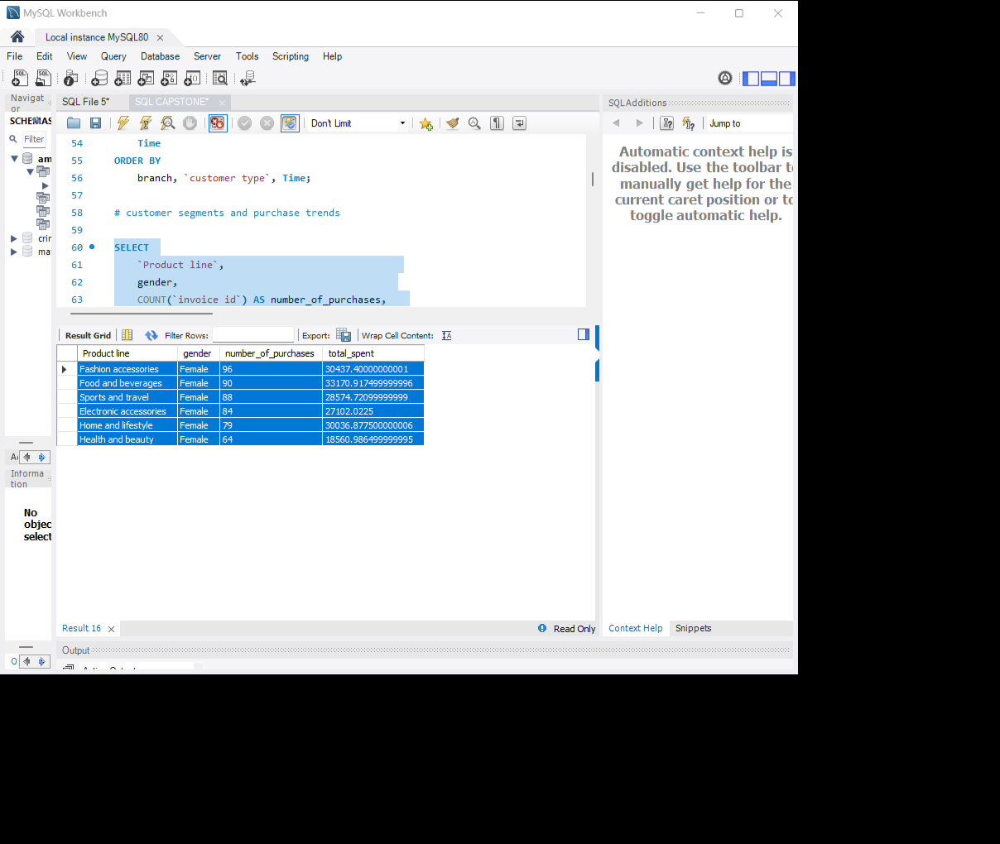 MySQL Workbench
Local instance MySQL80
File Edit View Query Database Server Tools Scripting Help
Navigat
or
SCHEMAS
Filter
am
crir
ma
Information
No
objec
select
SQL File 5*
SQL CAPSTONE*
Don't Limit
54 Time
55 ORDER BY
56 branch, `customer type`, Time;
57
58 # customer segments and purchase trends
59
60 SELECT
61 `Product line`,
62 gender,
63 COUNT(`invoice id`) AS number_of_purchases,
Result Grid Filter Rows: Export: Wrap Cell Content:
Product line gender number_of_purchases total_spent
Fashion accessories Female 96 30437.40000000001
Food and beverages Female 90 33170.917499999996
Sports and travel Female 88 28574.72099999999
Electronic accessories Female 84 27102.0225
Home and lifestyle Female 79 30036.877500000006
Health and beauty Female 64 18560.986499999995
Result 16
Read Only
Output
SQLAdditions
Jump to
Automatic context help is
disabled. Use the toolbar to
manually get help for the
current caret position or to
toggle automatic help.
Context Help Snippets